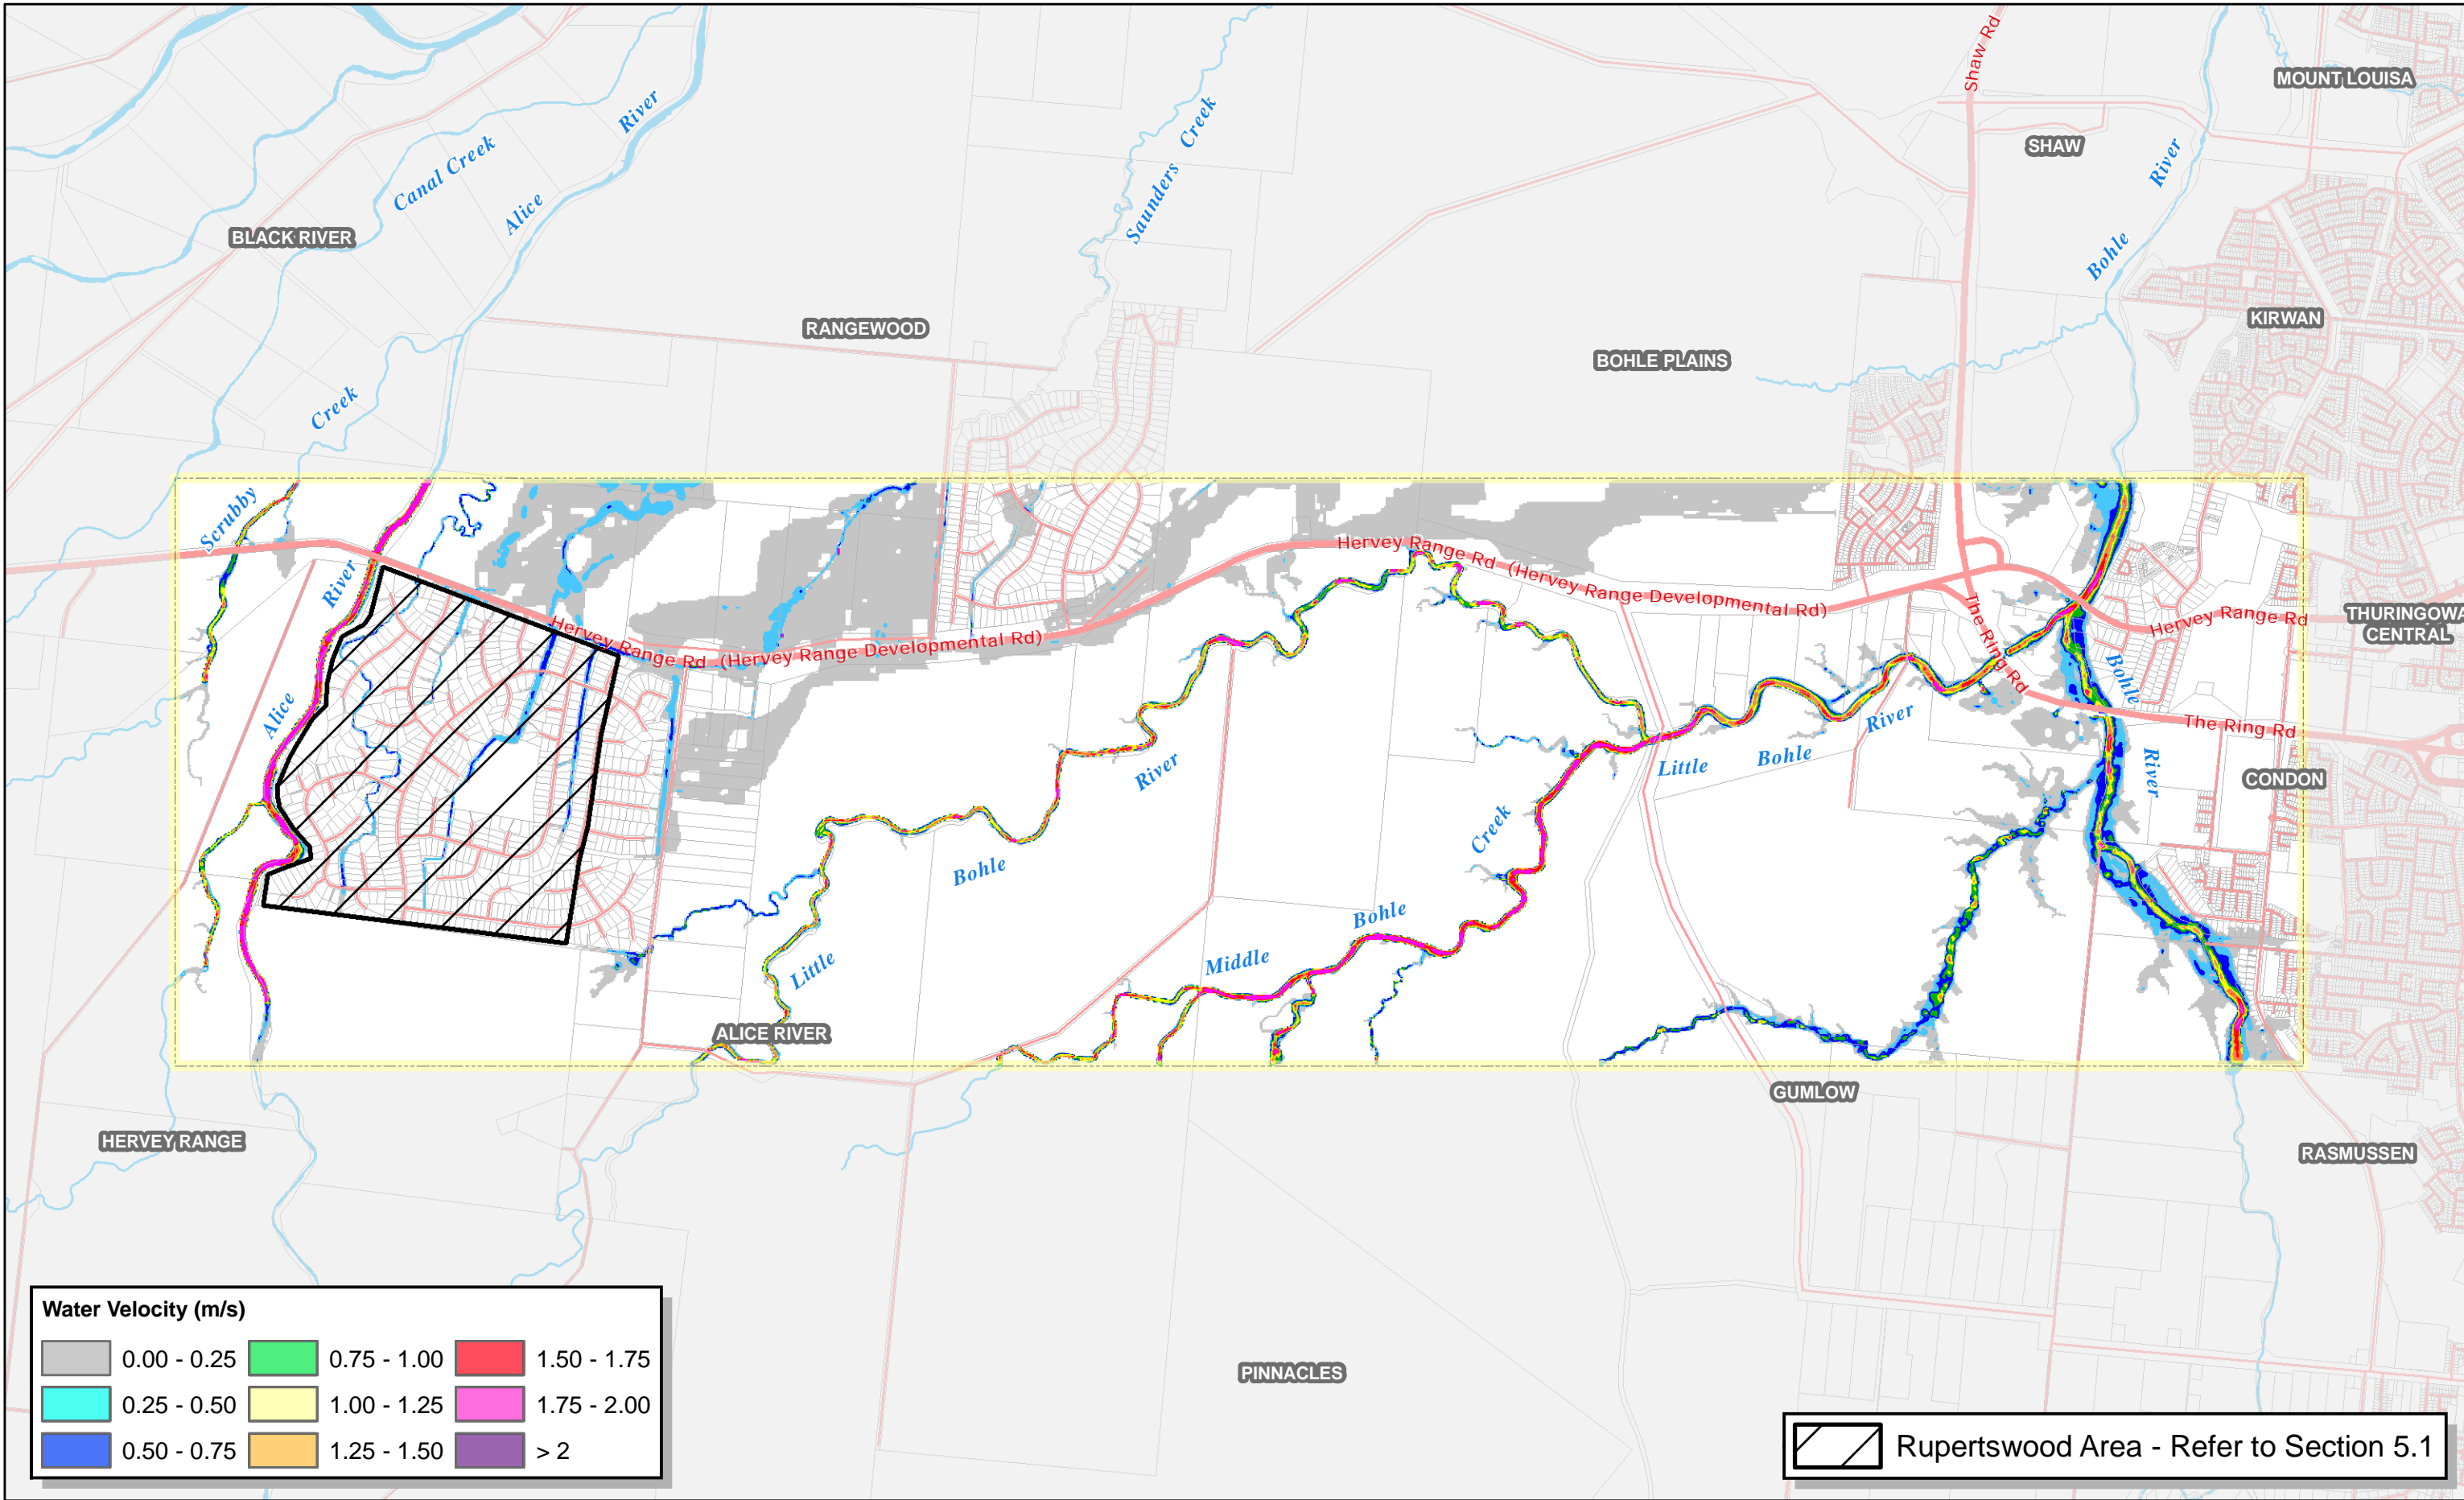 Shaw Rd
MOUNT LOUISA
River
Canal Creek
Saunders Creek
SHAW
River
Alice
BLACK RIVER
Bohle
RANGEWOOD
KIRWAN
BOHLE PLAINS
Creek
Scrubby
Hervey Range Rd (Hervey Range Developmental Rd)
River
The Ring Rd
Hervey Range Rd
THURINGOWA
CENTRAL
Hervey Range Rd (Hervey Range Developmental Rd)
Bohle
Alice
River
The Ring Rd
River
Little Bohle
River
CONDON
Creek
Bohle
Bohle
Middle
Little
ALICE RIVER
GUMLOW
HERVEY RANGE
RASMUSSEN
PINNACLES
Water Velocity (m/s)
0.00 - 0.25
0.75 - 1.00
1.50 - 1.75
0.25 - 0.50
1.00 - 1.25
1.75 - 2.00
0.50 - 0.75
1.25 - 1.50
> 2
Rupertswood Area - Refer to Section 5.1